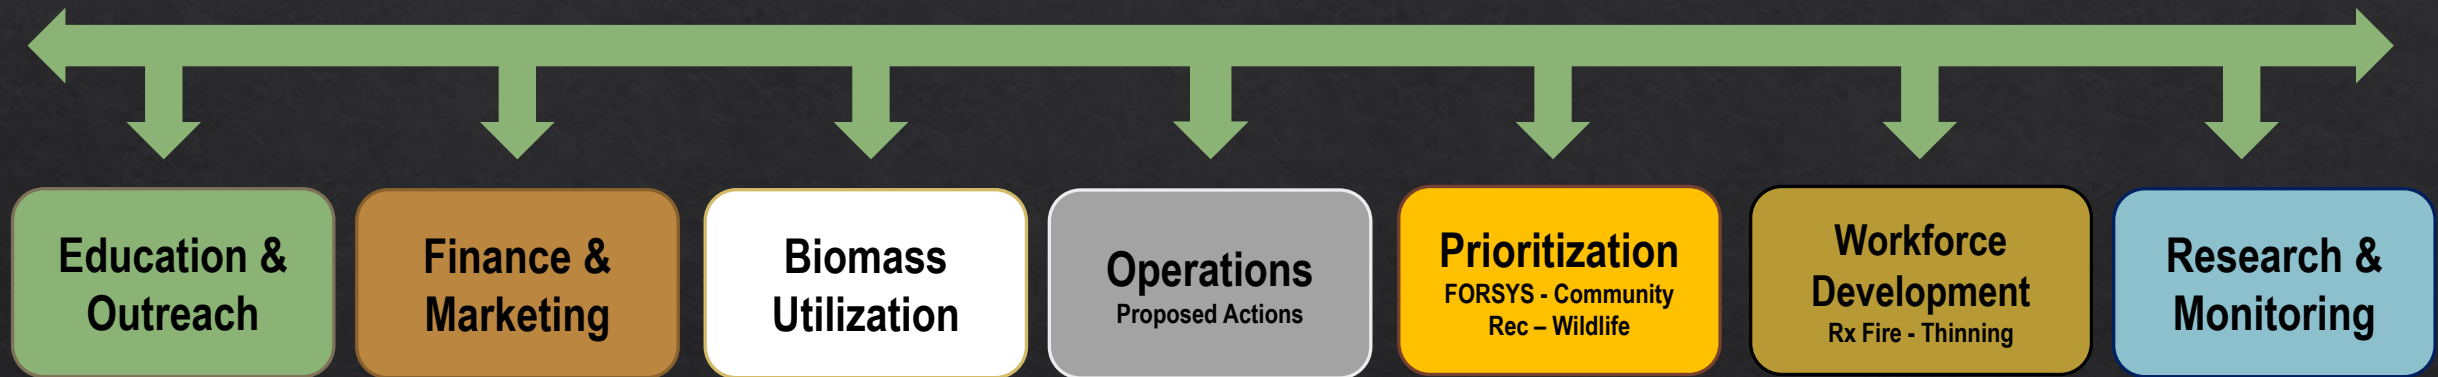 Education &
Outreach
Finance &
Marketing
Biomass
Utilization
Operations
Proposed Actions
Prioritization
FORSYS - Community
Rec – Wildlife
Workforce
Development
Rx Fire - Thinning
Research &
Monitoring